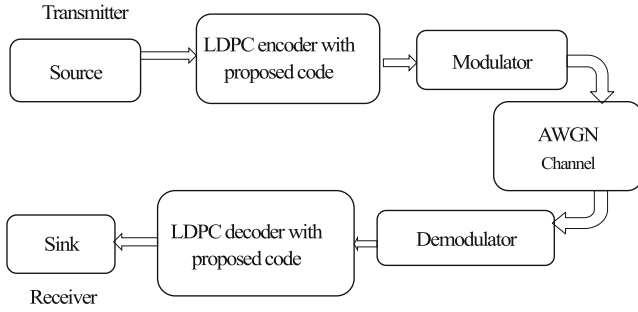 Transmitter
Source
LDPC encoder with
proposed code
Modulator
AWGN
Channel
Demodulator
LDPC decoder with
proposed code
Sink
Receiver